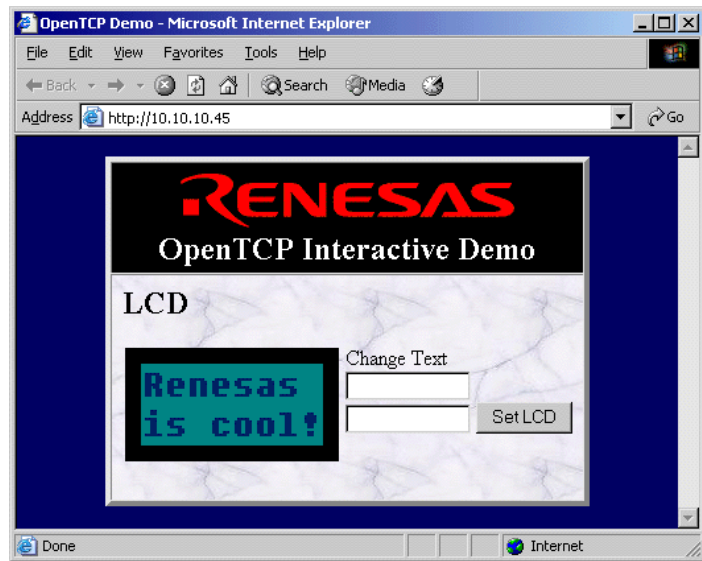 OpenTCP Demo - Microsoft Internet Explorer
File Edit View Favorites Tools Help
Back Search Media
Address http://10.10.10.45 Go
RENESAS
OpenTCP Interactive Demo
LCD
Change Text
Renesas
is cool!
Set LCD
Done Internet